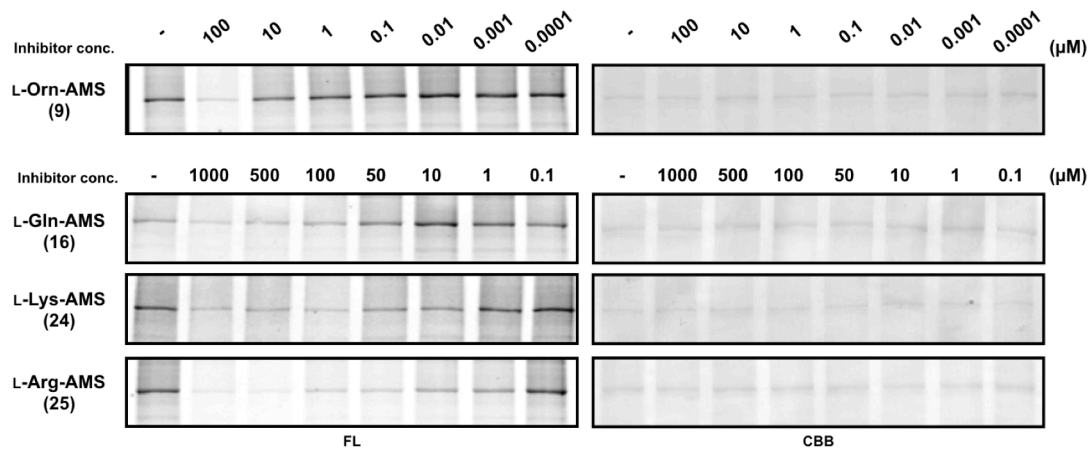 Inhibitor conc. - 100 10 1 0.1 0.01 0.001 0.0001 - 100 10 1 0.1 0.01 0.001 0.0001 (μM)
L-Orn-AMS
(9)
Inhibitor conc. - 1000 500 100 50 10 1 0.1 - 1000 500 100 50 10 1 0.1 (μM)
L-Gln-AMS
(16)
L-Lys-AMS
(24)
L-Arg-AMS
(25)
FL CBB